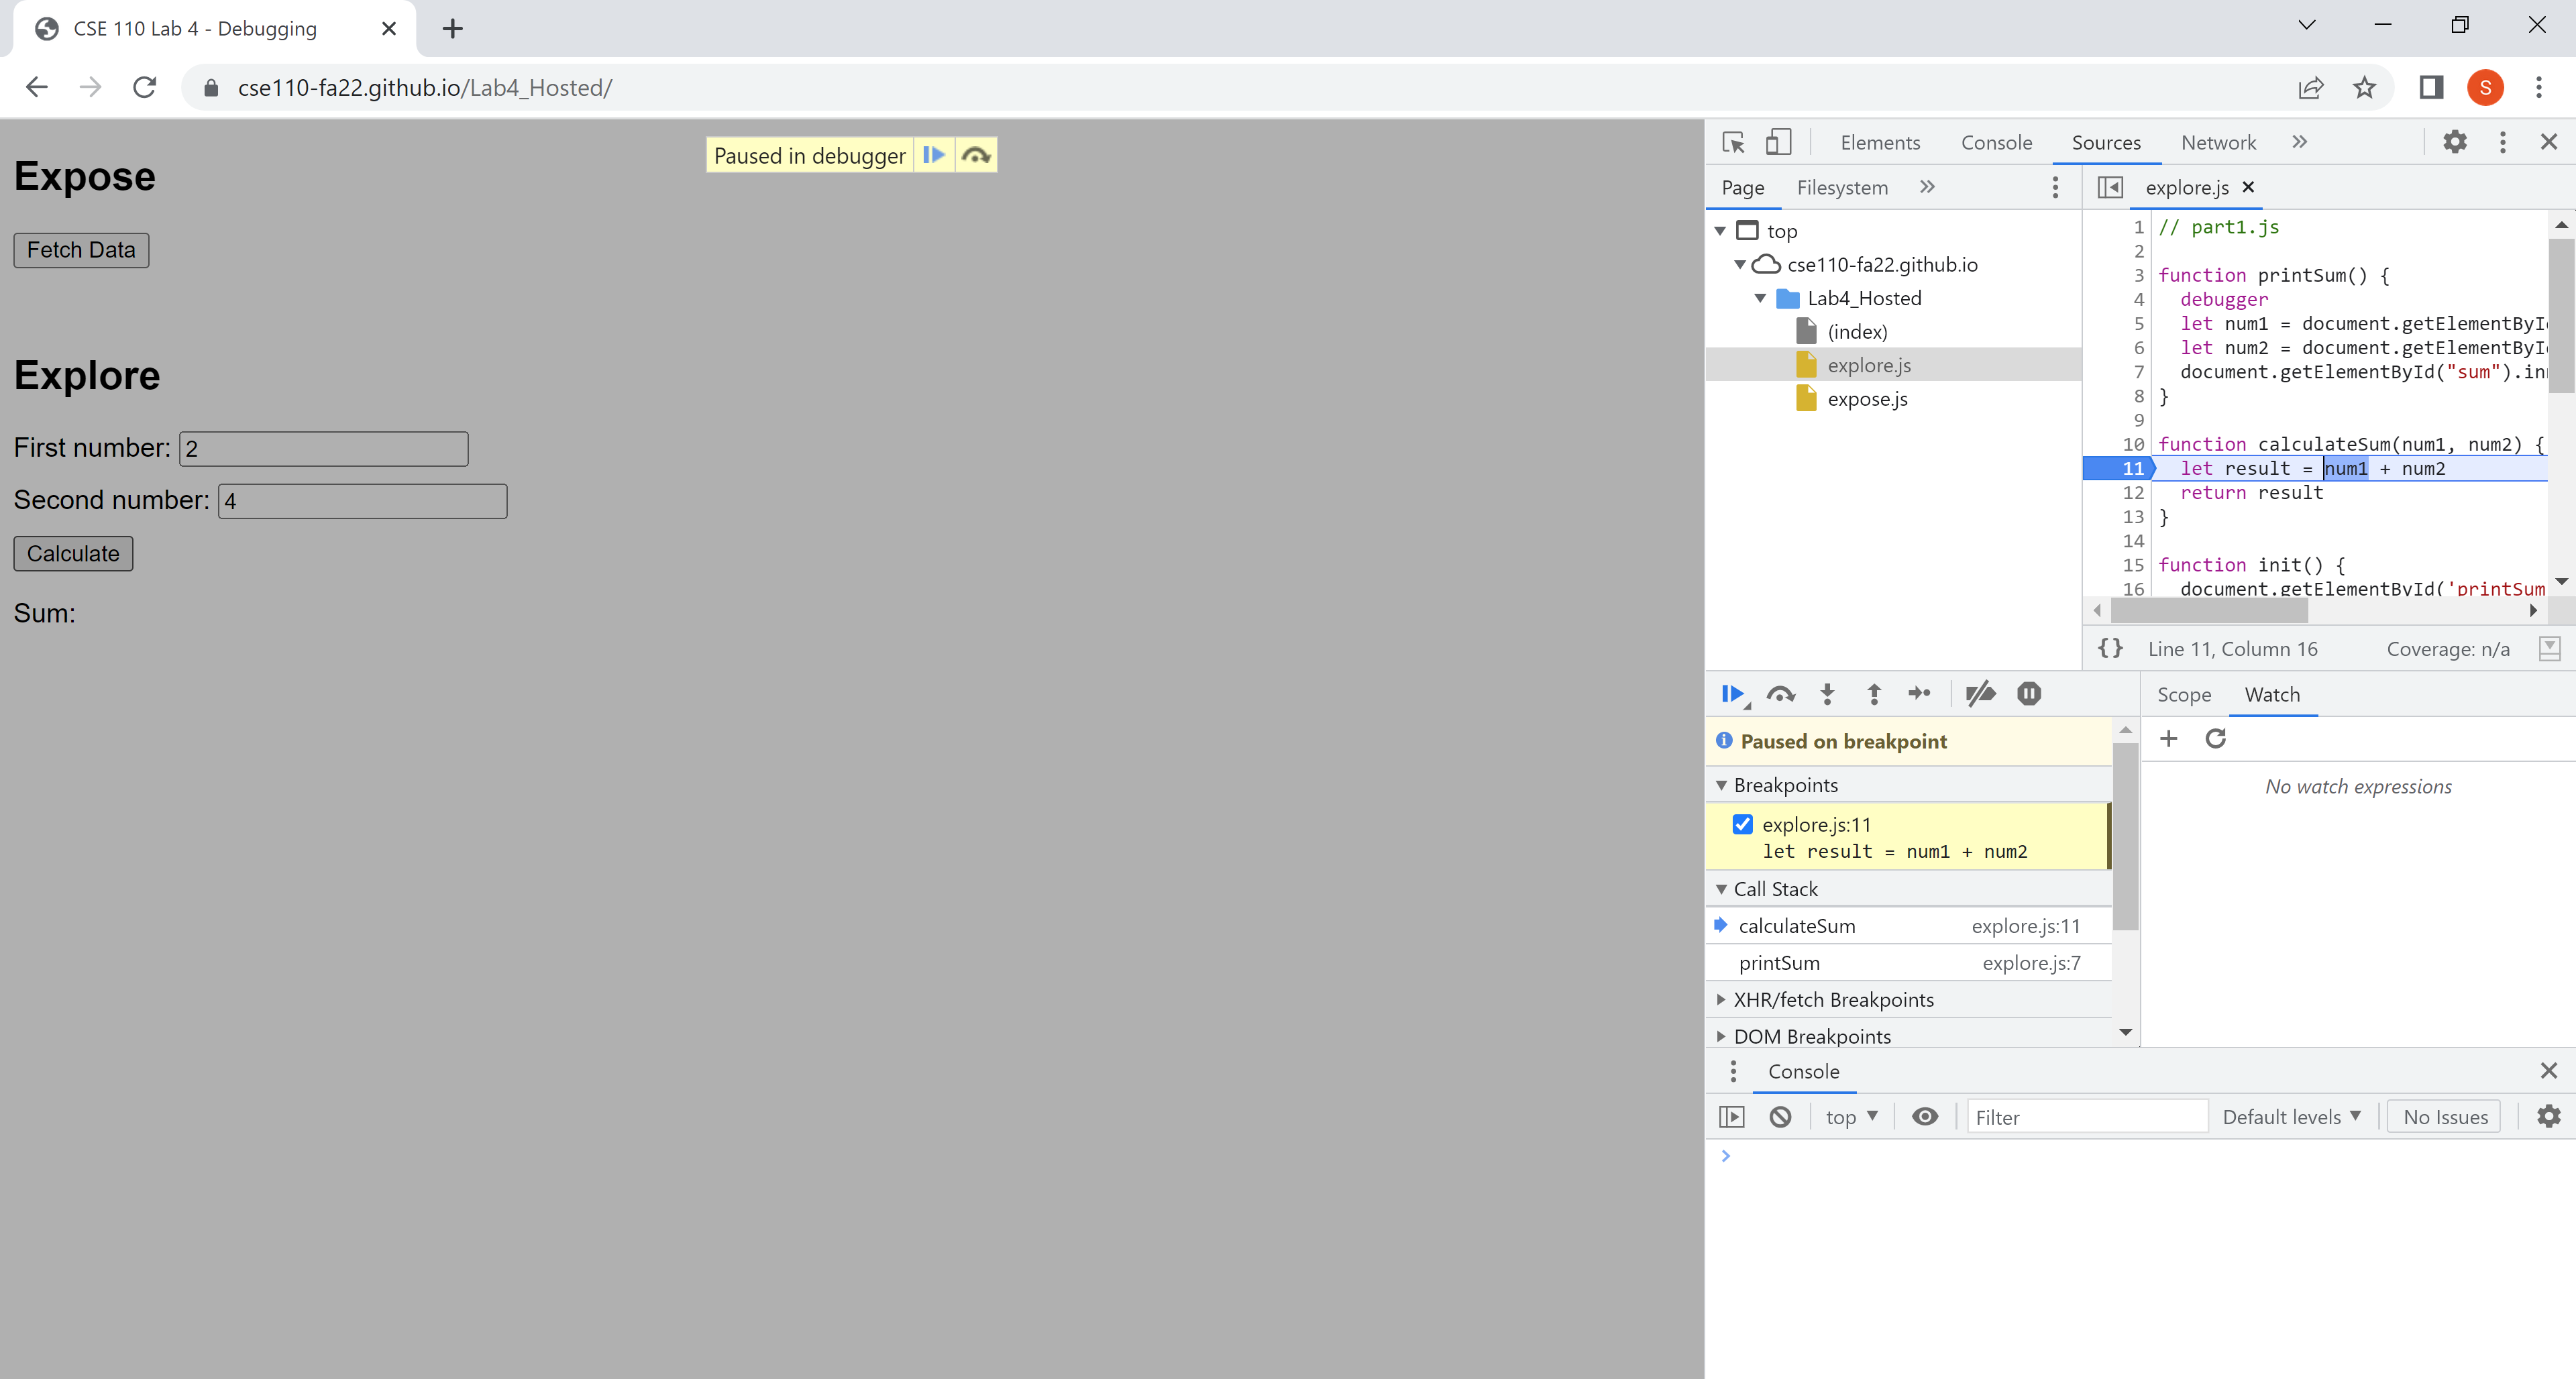 CSE 110 Lab 4 - Debugging
cse110-fa22.github.io/Lab4_Hosted/
S
Paused in debugger
Expose
Fetch Data
Explore
First number: 2
Second number: 4
Calculate
Sum:
Elements Console Sources Network
Page Filesystem
top
cse110-fa22.github.io
Lab4_Hosted
(index)
explore.js
expose.js
explore.js
1 // part1.js
2
3 function printSum() {
4 debugger
5 let num1 = document.getElementById
6 let num2 = document.getElementById
7 document.getElementById("sum").inn
8 }
9
10 function calculateSum(num1, num2) {
11 let result = num1 + num2
12 return result
13 }
14
15 function init() {
16 document.getElementById('printSum
{} Line 11, Column 16 Coverage: n/a
Paused on breakpoint
Breakpoints
explore.js:11
let result = num1 + num2
Call Stack
calculateSum explore.js:11
printSum explore.js:7
XHR/fetch Breakpoints
DOM Breakpoints
Scope Watch
No watch expressions
Console
top Filter Default levels No Issues